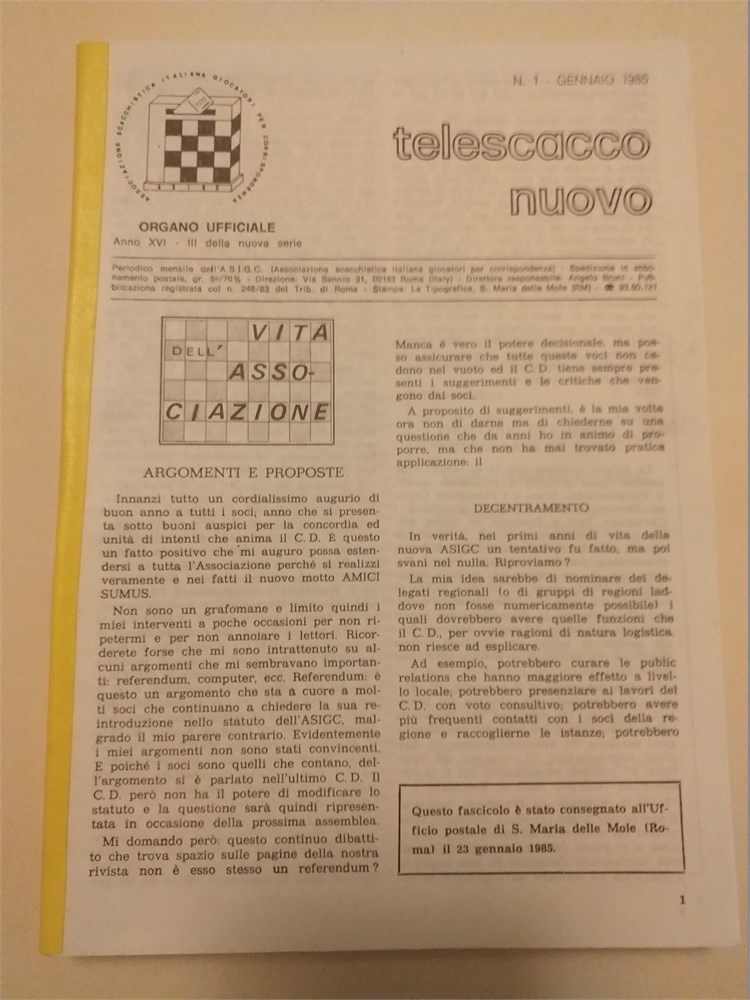 ASSOCIAZIONE SCACCHISTICA ITALIANA GIOCATORI PER CORRISPONDENZA
N. 1 - GENNAIO 1985
telescacco
nuovo
ORGANO UFFICIALE
Anno XVI - III della nuova serie
Periodico mensile dell'A.S.I.G.C. (Associazione scacchistica italiana giocatori per corrispondenza) - Spedizione in abbo-
namento postale, gr. 3º/70% - Direzione: Via Sannio 31, 00183 Roma (Italy) - Direttore responsabile: Angelo - Pub-
blicazione registrata col n. 248/83 del Trib. di Roma - Stampa: La Tipografica, S. Maria delle Mole (RM) - ☎ 93.00.
VITA
DELL'
ASSO-
CIAZIONE
ARGOMENTI E PROPOSTE
Innanzi tutto un cordialissimo augurio di
buon anno a tutti i soci; anno che si presen-
ta sotto buoni auspici per la concordia ed
unità di intenti che anima il C.D. È questo
un fatto positivo che mi auguro possa esten-
dersi a tutta l'Associazione perché si realizzi
veramente e nei fatti il nuovo motto AMICI
SUMUS.
Non sono un grafomane e limito quindi i
miei interventi a poche occasioni per non ri-
petermi e per non annoiare i lettori. Ricor-
derete forse che mi sono intrattenuto su al-
cuni argomenti che mi sembravano importan-
ti: referendum, computer, ecc. Referendum: è
questo un argomento che sta a cuore a mol-
ti soci che continuano a chiedere la sua re-
introduzione nello statuto dell'ASIGC, mal-
grado il mio parere contrario. Evidentemente
i miei argomenti non sono stati convincenti.
E poiché i soci sono quelli che contano, del-
l'argomento si è parlato nell'ultimo C.D. Il
C.D. però non ha il potere di modificare lo
statuto e la questione sarà quindi ripresen-
tata in occasione della prossima assemblea.
Mi domando però: questo continuo dibatti-
to che trova spazio sulle pagine della nostra
rivista non è esso stesso un referendum?
Manca è vero il potere decisionale, ma pos-
so assicurare che tutte queste voci non ca-
dono nel vuoto ed il C.D. tiene sempre pre-
senti i suggerimenti e le critiche che ven-
gono dai soci.
A proposito di suggerimenti, è la mia volta
ora non di darne ma di chiederne su una
questione che da anni ho in animo di pro-
porre, ma che non ha mai trovato pratica
applicazione: il
DECENTRAMENTO
In verità, nei primi anni di vita della
nuova ASIGC un tentativo fu fatto, ma poi
svanì nel nulla. Riproviamo?
La mia idea sarebbe di nominare dei de-
legati regionali (o di gruppi di regioni lad-
dove non fosse numericamente possibile) i
quali dovrebbero avere quelle funzioni che
il C.D., per ovvie ragioni di natura logistica
non riesce ad esplicare.
Ad esempio, potrebbero curare le public
relations che hanno maggiore effetto a livel-
lo locale; potrebbero presenziare ai lavori del
C.D. con voto consultivo; potrebbero avere
più frequenti contatti con i soci della re-
gione e raccoglierne le istanze; potrebbero
Questo fascicolo è stato consegnato all'Uf-
ficio postale di S. Maria delle Mole (Ro-
ma) il 23 gennaio 1985.
1